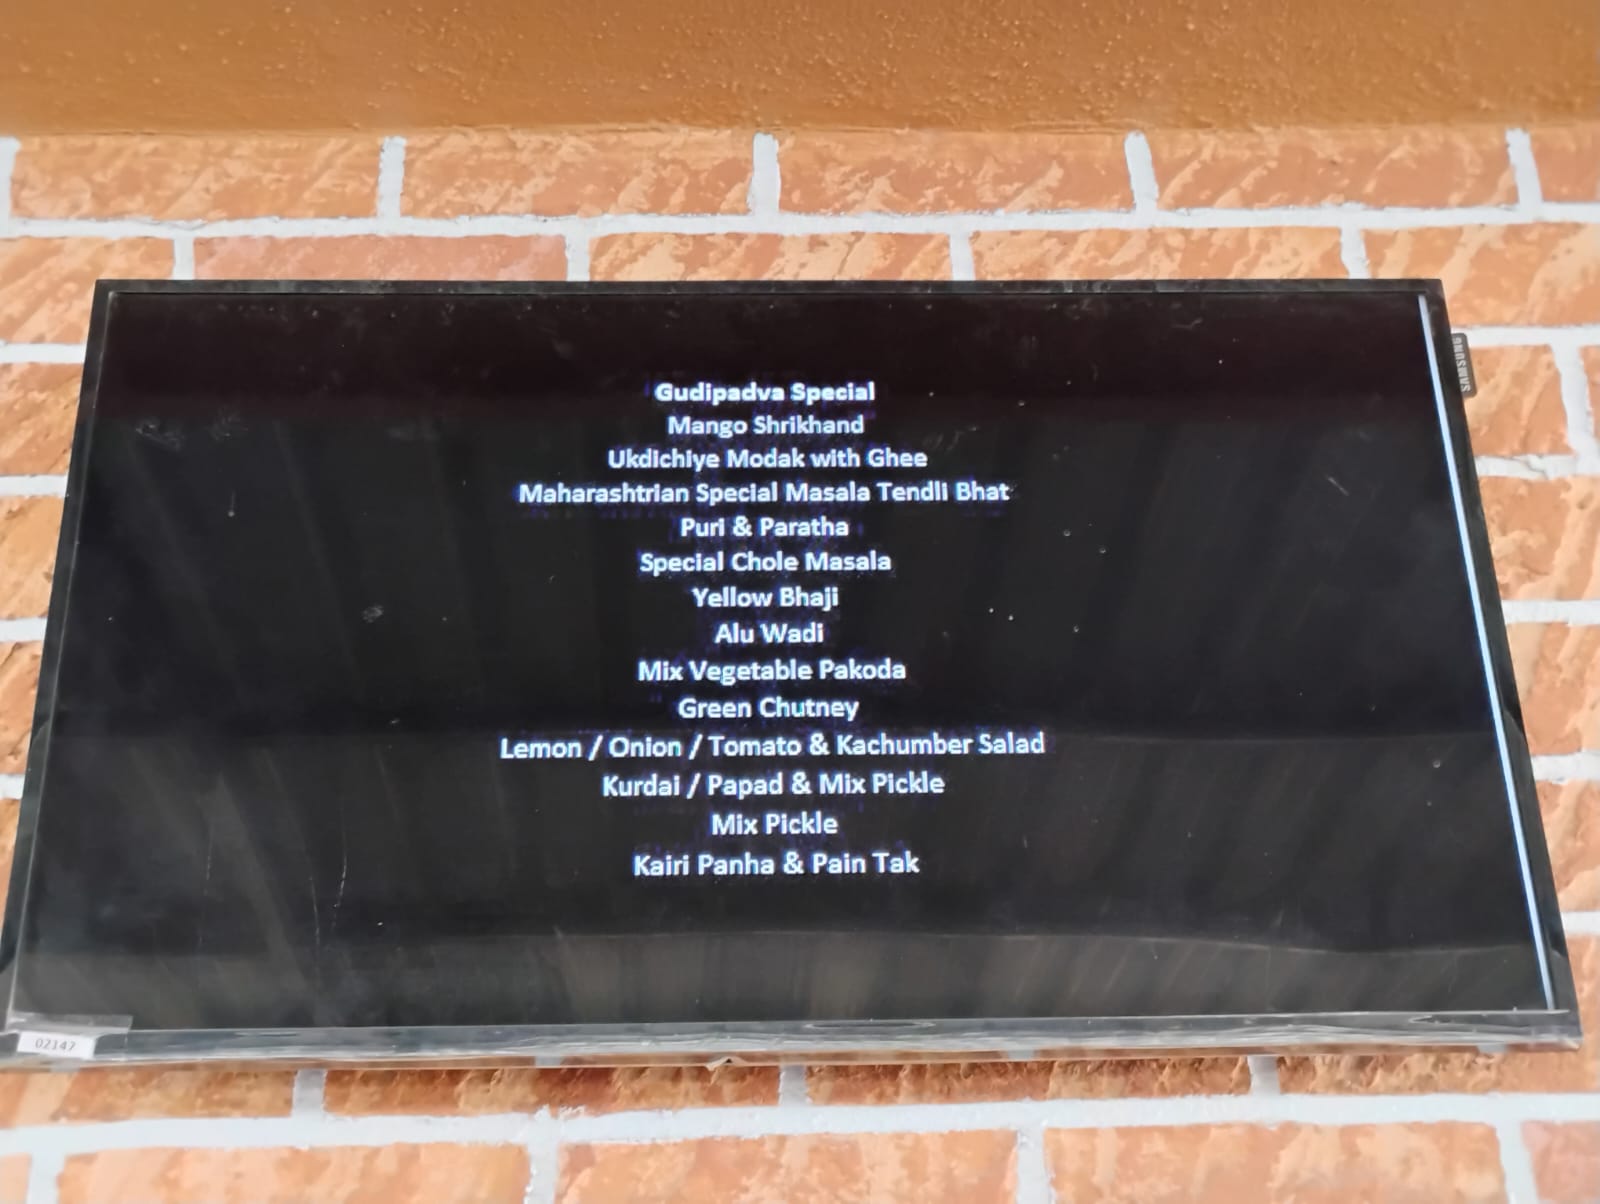 Gudipadva Special
Mango Shrikhand
Ukdichiye Modak with Ghee
Maharashtrian Special Masala Tendli Bhat
Puri & Paratha
Special Chole Masala
Yellow Bhaji
Alu Wadi
Mix Vegetable Pakoda
Green Chutney
Lemon / Onion / Tomato & Kachumber Salad
Kurdai / Papad & Mix Pickle
Mix Pickle
Kairi Panha & Pain Tak
SAMSUNG
02147